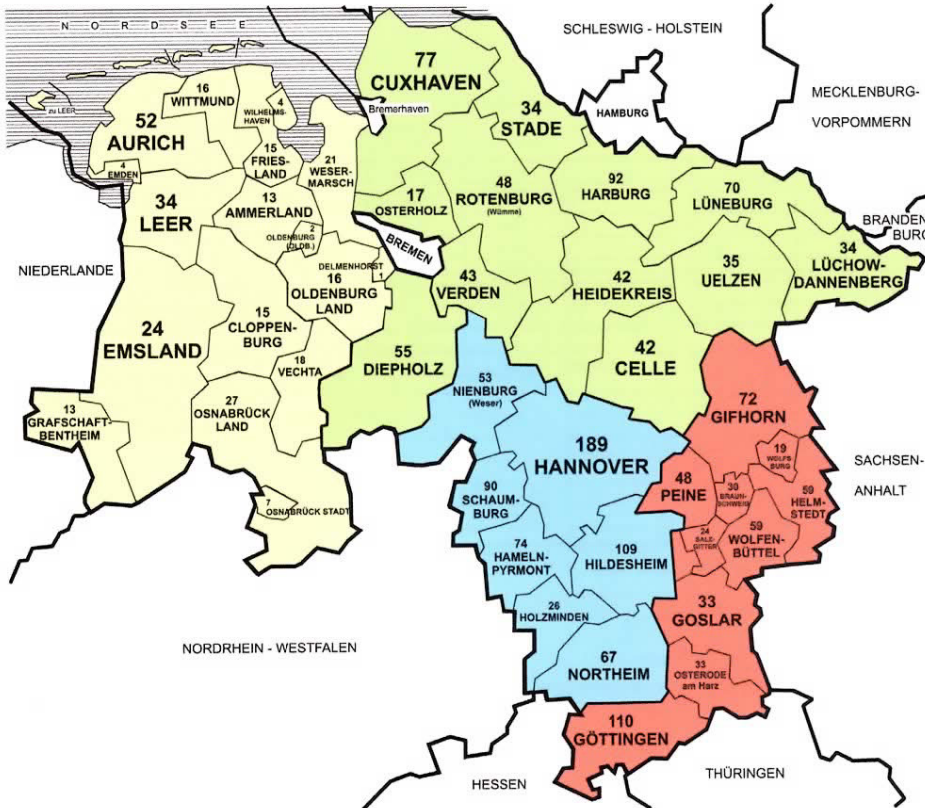 NORDSEE
SCHLESWIG - HOLSTEIN
MECKLENBURG-
VORPOMMERN
HAMBURG
BRANDEN
BURG
NIEDERLANDE
SACHSEN-
ANHALT
NORDRHEIN - WESTFALEN
HESSEN
THÜRINGEN
Bremerhaven
BREMEN
zu LEER
16
WITTMUND
4
WILHELMS-
HAVEN
52
AURICH
4
EMDEN
15
FRIES-
LAND
21
WESER-
MARSCH
34
LEER
13
AMMERLAND
2
OLDENBURG
(OLDB.)
DELMENHORST
1
16
OLDENBURG
LAND
24
EMSLAND
15
CLOPPEN-
BURG
18
VECHTA
13
GRAFSCHAFT-
BENTHEIM
27
OSNABRÜCK
LAND
7
OSNABRÜCK STADT
77
CUXHAVEN
34
STADE
17
OSTERHOLZ
48
ROTENBURG
(Wümme)
92
HARBURG
70
LÜNEBURG
34
LÜCHOW-
DANNENBERG
43
VERDEN
42
HEIDEKREIS
35
UELZEN
55
DIEPHOLZ
42
CELLE
53
NIENBURG
(Weser)
189
HANNOVER
90
SCHAUM-
BURG
74
HAMELN-
PYRMONT
109
HILDESHEIM
26
HOLZMINDEN
67
NORTHEIM
72
GIFHORN
19
WOLFS
BURG
48
PEINE
30
BRAUN-
SCHWEIG
59
HELM-
STEDT
24
SALZ-
GITTER
59
WOLFEN-
BÜTTEL
33
GOSLAR
33
OSTERODE
am Harz
110
GÖTTINGEN